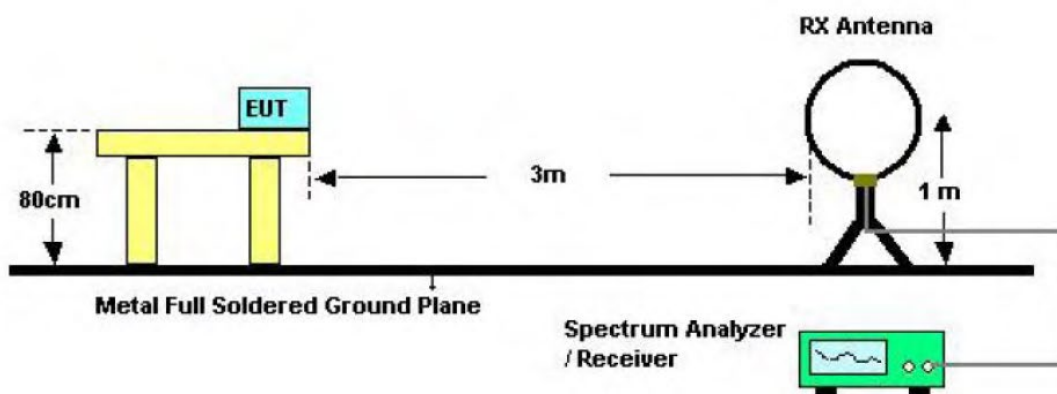 RX Antenna
EUT
80cm
3m
1 m
Metal Full Soldered Ground Plane
Spectrum Analyzer
/ Receiver